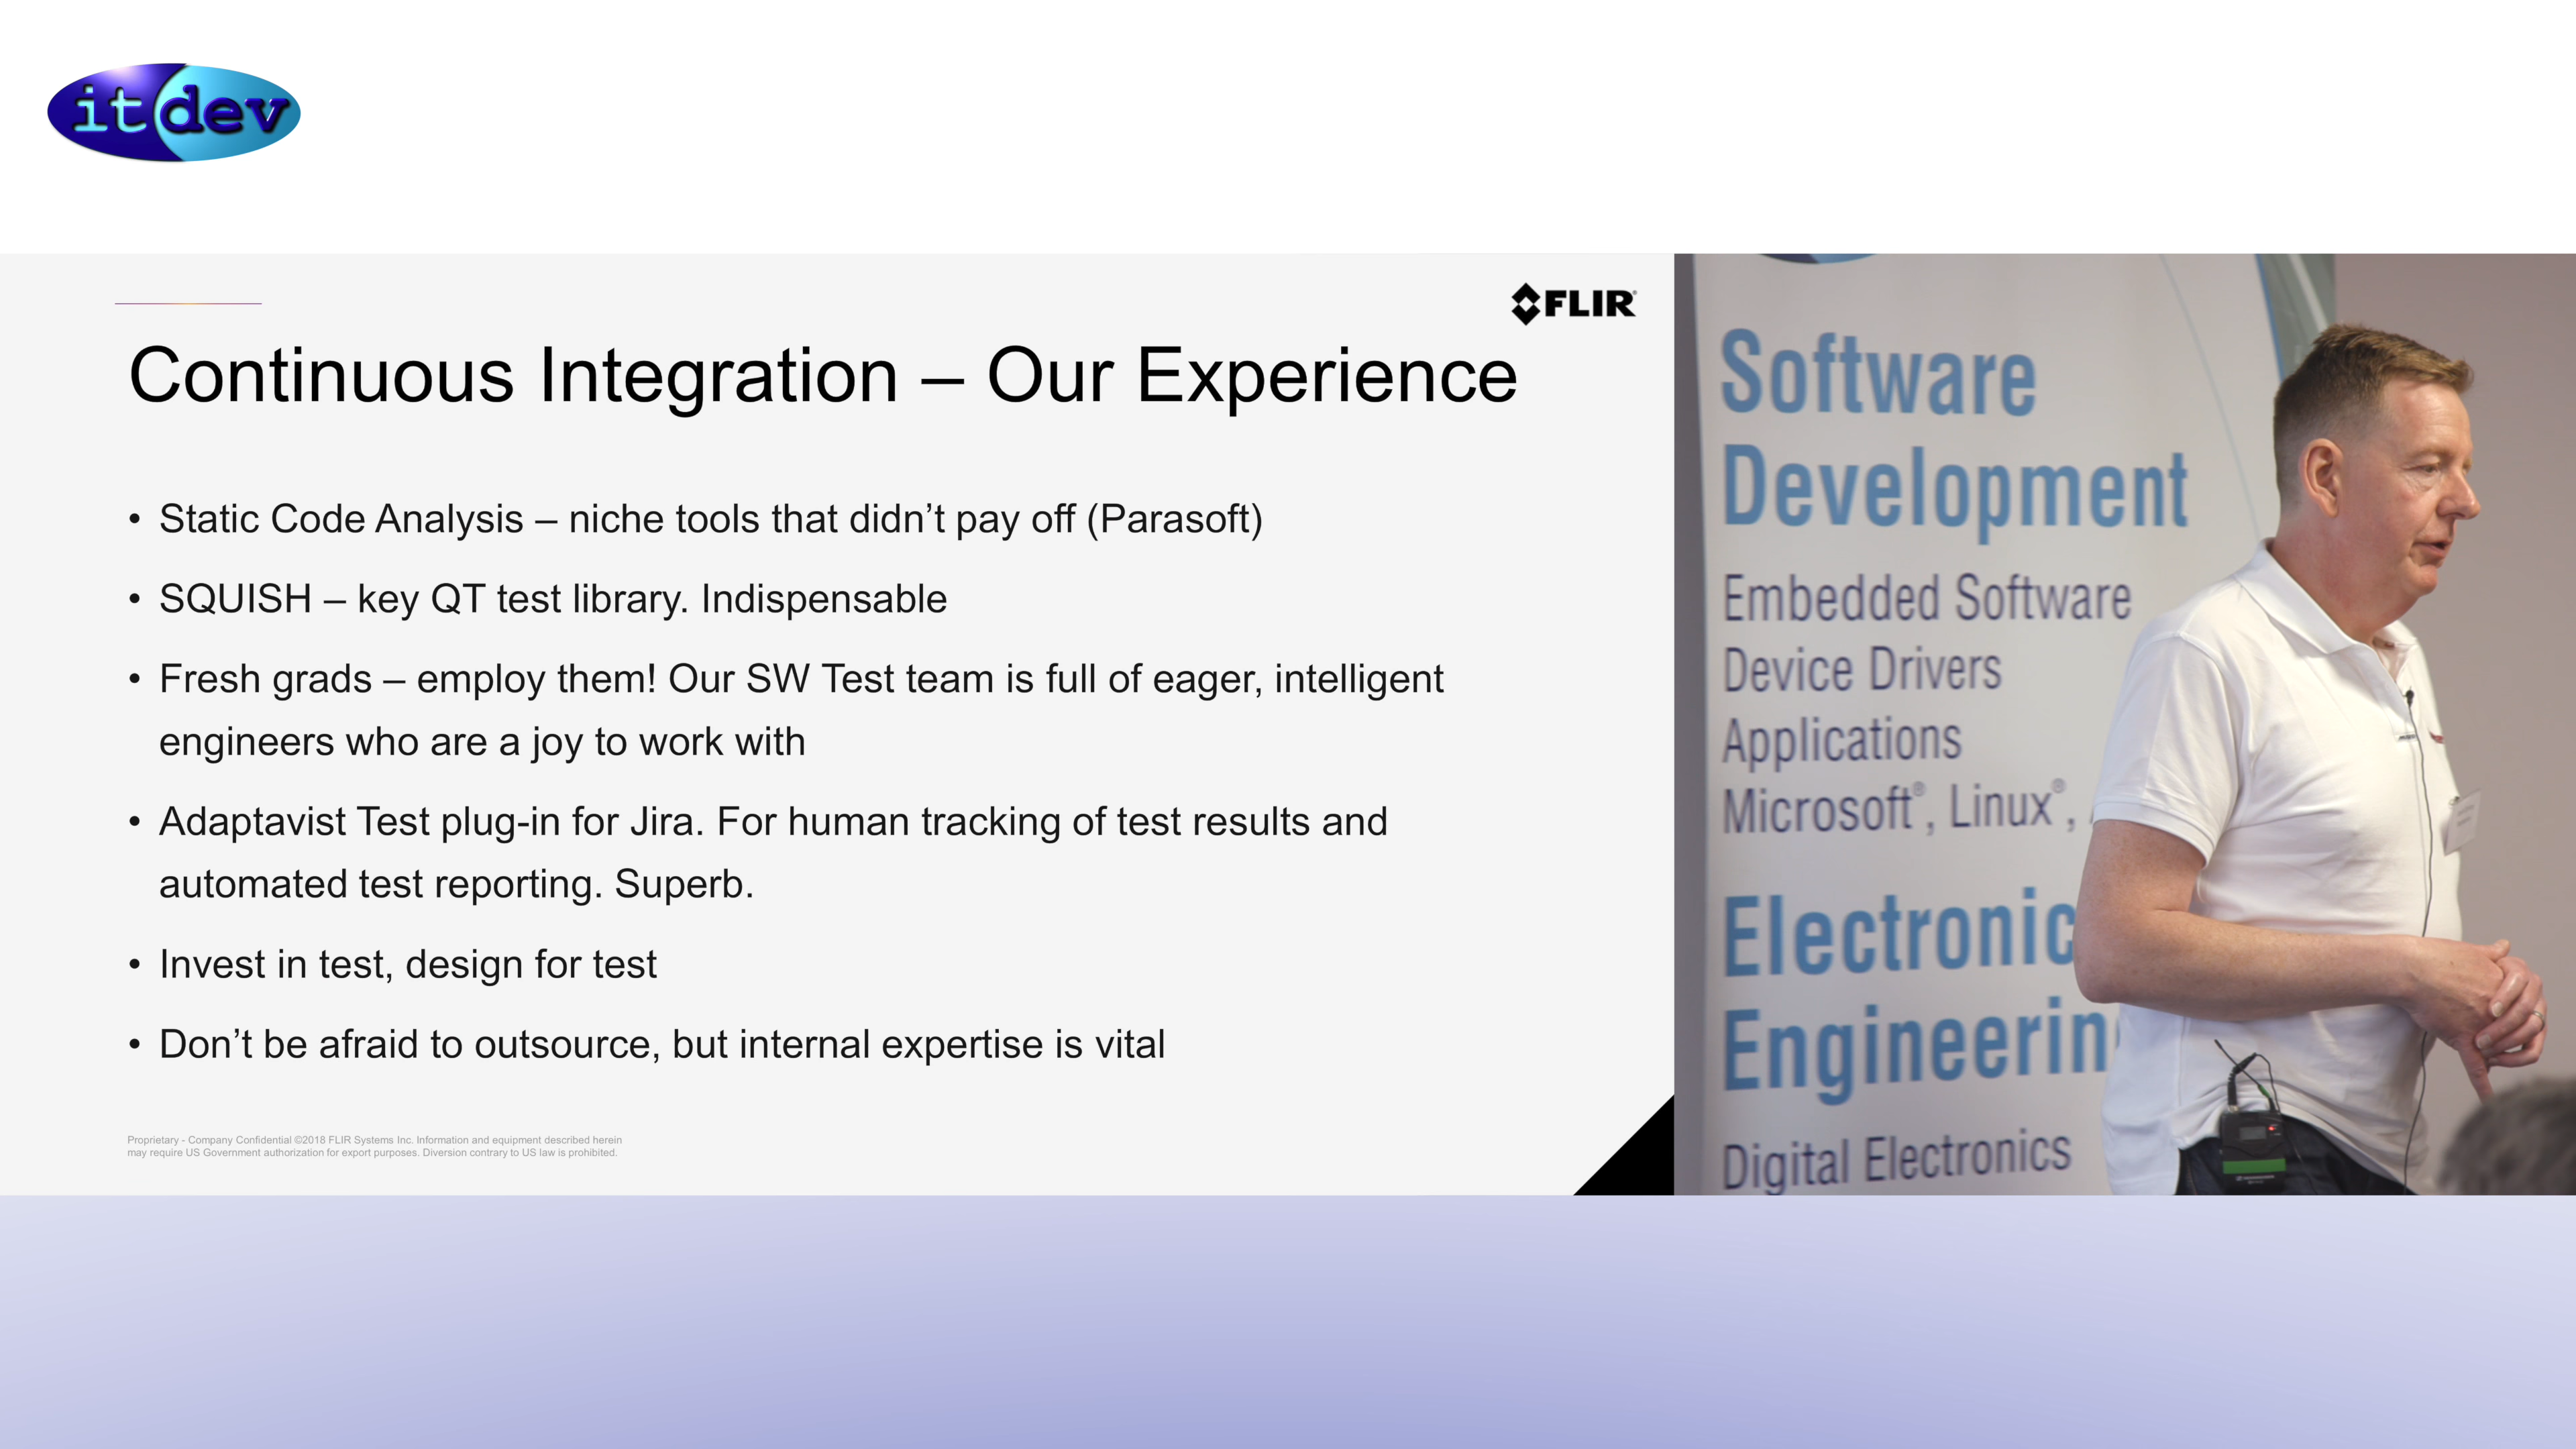 itdev
FLIR
Continuous Integration – Our Experience
• Static Code Analysis – niche tools that didn’t pay off (Parasoft)
• SQUISH – key QT test library. Indispensable
• Fresh grads – employ them! Our SW Test team is full of eager, intelligent
engineers who are a joy to work with
• Adaptavist Test plug-in for Jira. For human tracking of test results and
automated test reporting. Superb.
• Invest in test, design for test
• Don’t be afraid to outsource, but internal expertise is vital
Proprietary - Company Confidential ©2018 FLIR Systems Inc. Information and equipment described herein
may require US Government authorization for export purposes. Diversion contrary to US law is prohibited.
Software
Development
Embedded Software
Device Drivers
Applications
Microsoft®, Linux®,
Electronic
Engineerin
Digital Electronics